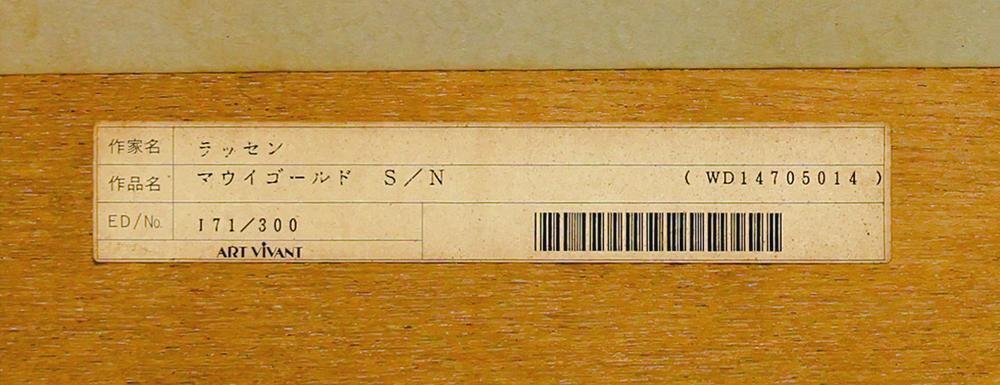 作家名 ラッセン
作品名 マウイゴールド S/N (WD14705014)
ED/No. I71/300
ART VIVANT